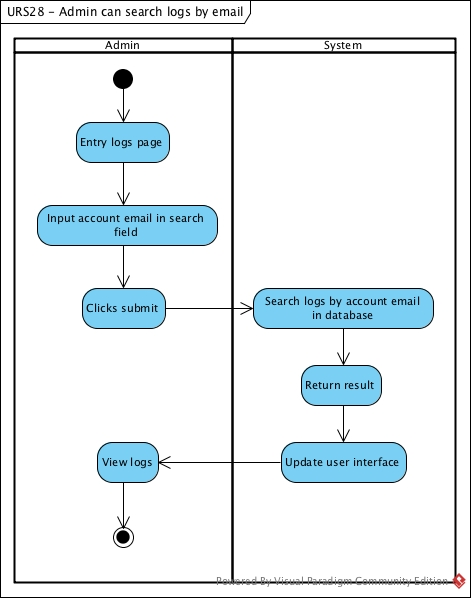 URS28 – Admin can search logs by email
Admin
System
Entry logs page
Input account email in search
field
Clicks submit
Search logs by account email
in database
Return result
View logs
Update user interface
Powered By Visual Paradigm Community Edition